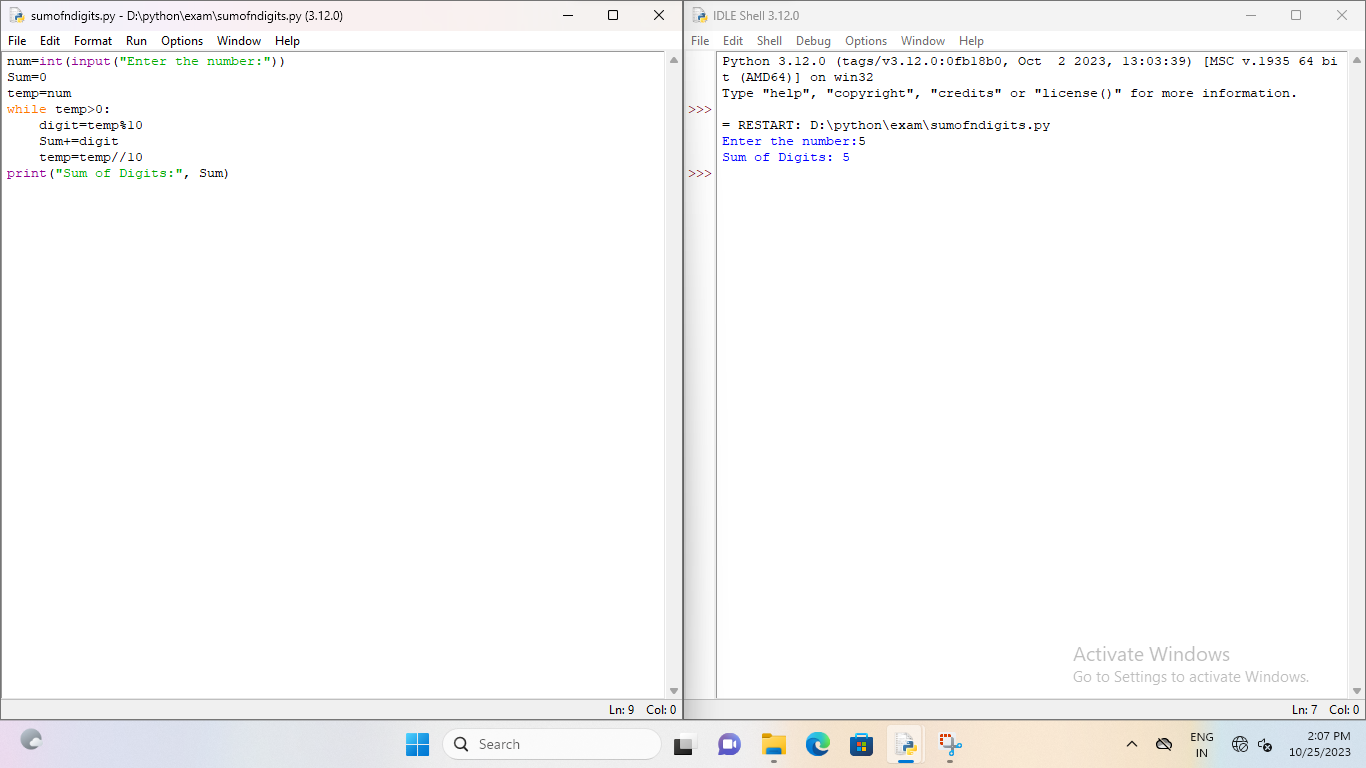 sumofndigits.py - D:\python\exam\sumofndigits.py (3.12.0)
File Edit Format Run Options Window Help
num=int(input("Enter the number:"))
Sum=0
temp=num
while temp>0:
    digit=temp%10
    Sum+=digit
    temp=temp//10
print("Sum of Digits:", Sum)
Ln: 9 Col: 0
IDLE Shell 3.12.0
File Edit Shell Debug Options Window Help
Python 3.12.0 (tags/v3.12.0:0fb18b0, Oct  2 2023, 13:03:39) [MSC v.1935 64 bi
t (AMD64)] on win32
Type "help", "copyright", "credits" or "license()" for more information.
>>>
= RESTART: D:\python\exam\sumofndigits.py
Enter the number:5
Sum of Digits: 5
>>>
Activate Windows
Go to Settings to activate Windows.
Ln: 7 Col: 0
Search
ENG
IN
2:07 PM
10/25/2023